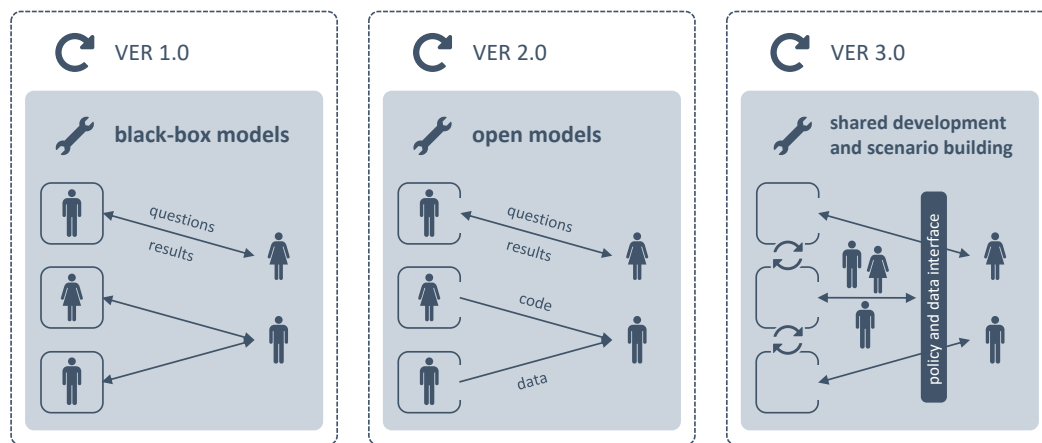 VER 1.0
black-box models
questions
results
VER 2.0
open models
questions
results
code
data
VER 3.0
shared development
and scenario building
policy and data interface